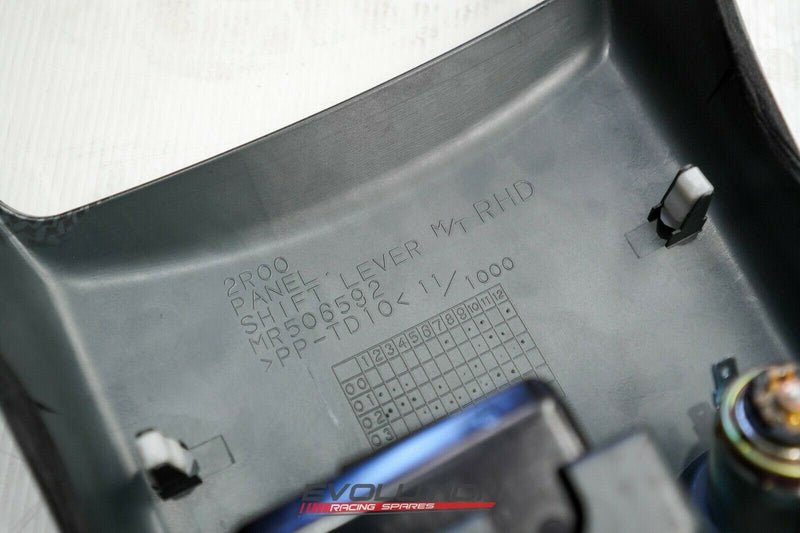 2R00
PANEL,
SHIFT LEVER M/T RHD
MR506592
>PP-TD10< 11/1000
1 2 3 4 5 6 7 8 9 10 11 12
00
01
02
03
EVOLUTION
RACING SPARES